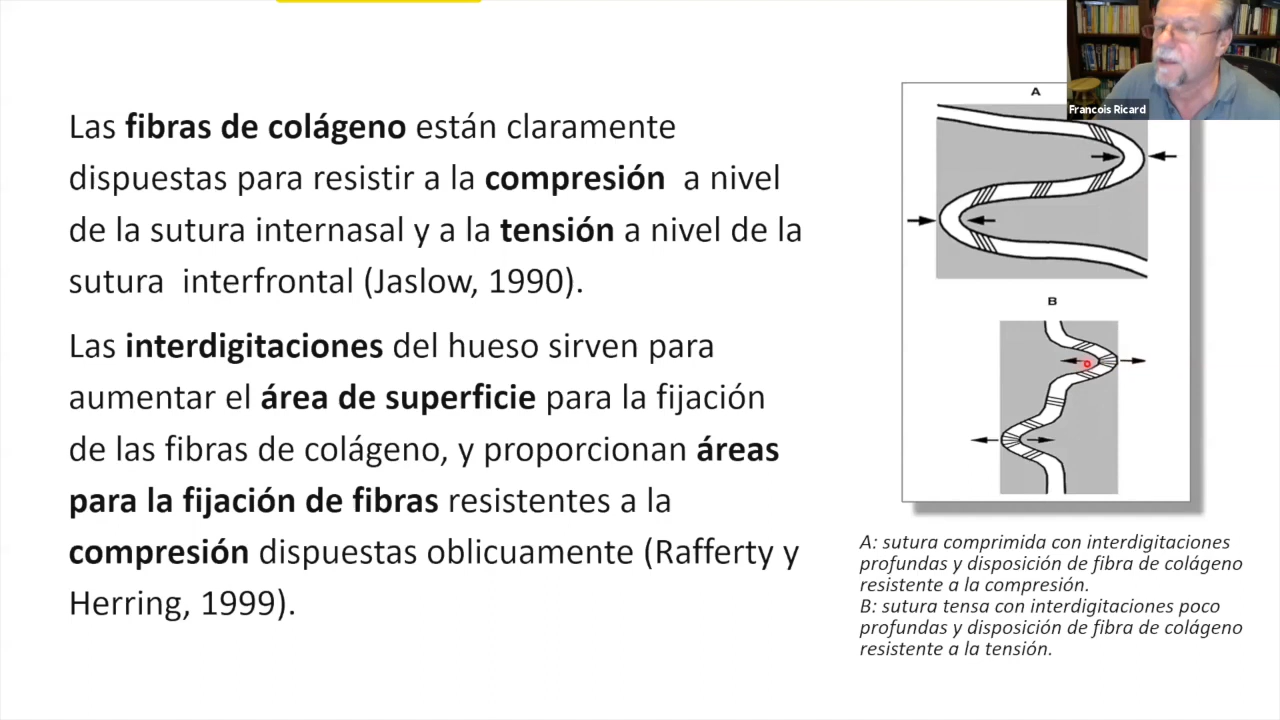 Las fibras de colágeno están claramente
dispuestas para resistir a la compresión a nivel
de la sutura internasal y a la tensión a nivel de la
sutura interfrontal (Jaslow, 1990).
Las interdigitaciones del hueso sirven para
aumentar el área de superficie para la fijación
de las fibras de colágeno, y proporcionan áreas
para la fijación de fibras resistentes a la
compresión dispuestas oblicuamente (Rafferty y
Herring, 1999).
Francois Ricard
A
B
A: sutura comprimida con interdigitaciones
profundas y disposición de fibra de colágeno
resistente a la compresión.
B: sutura tensa con interdigitaciones poco
profundas y disposición de fibra de colágeno
resistente a la tensión.